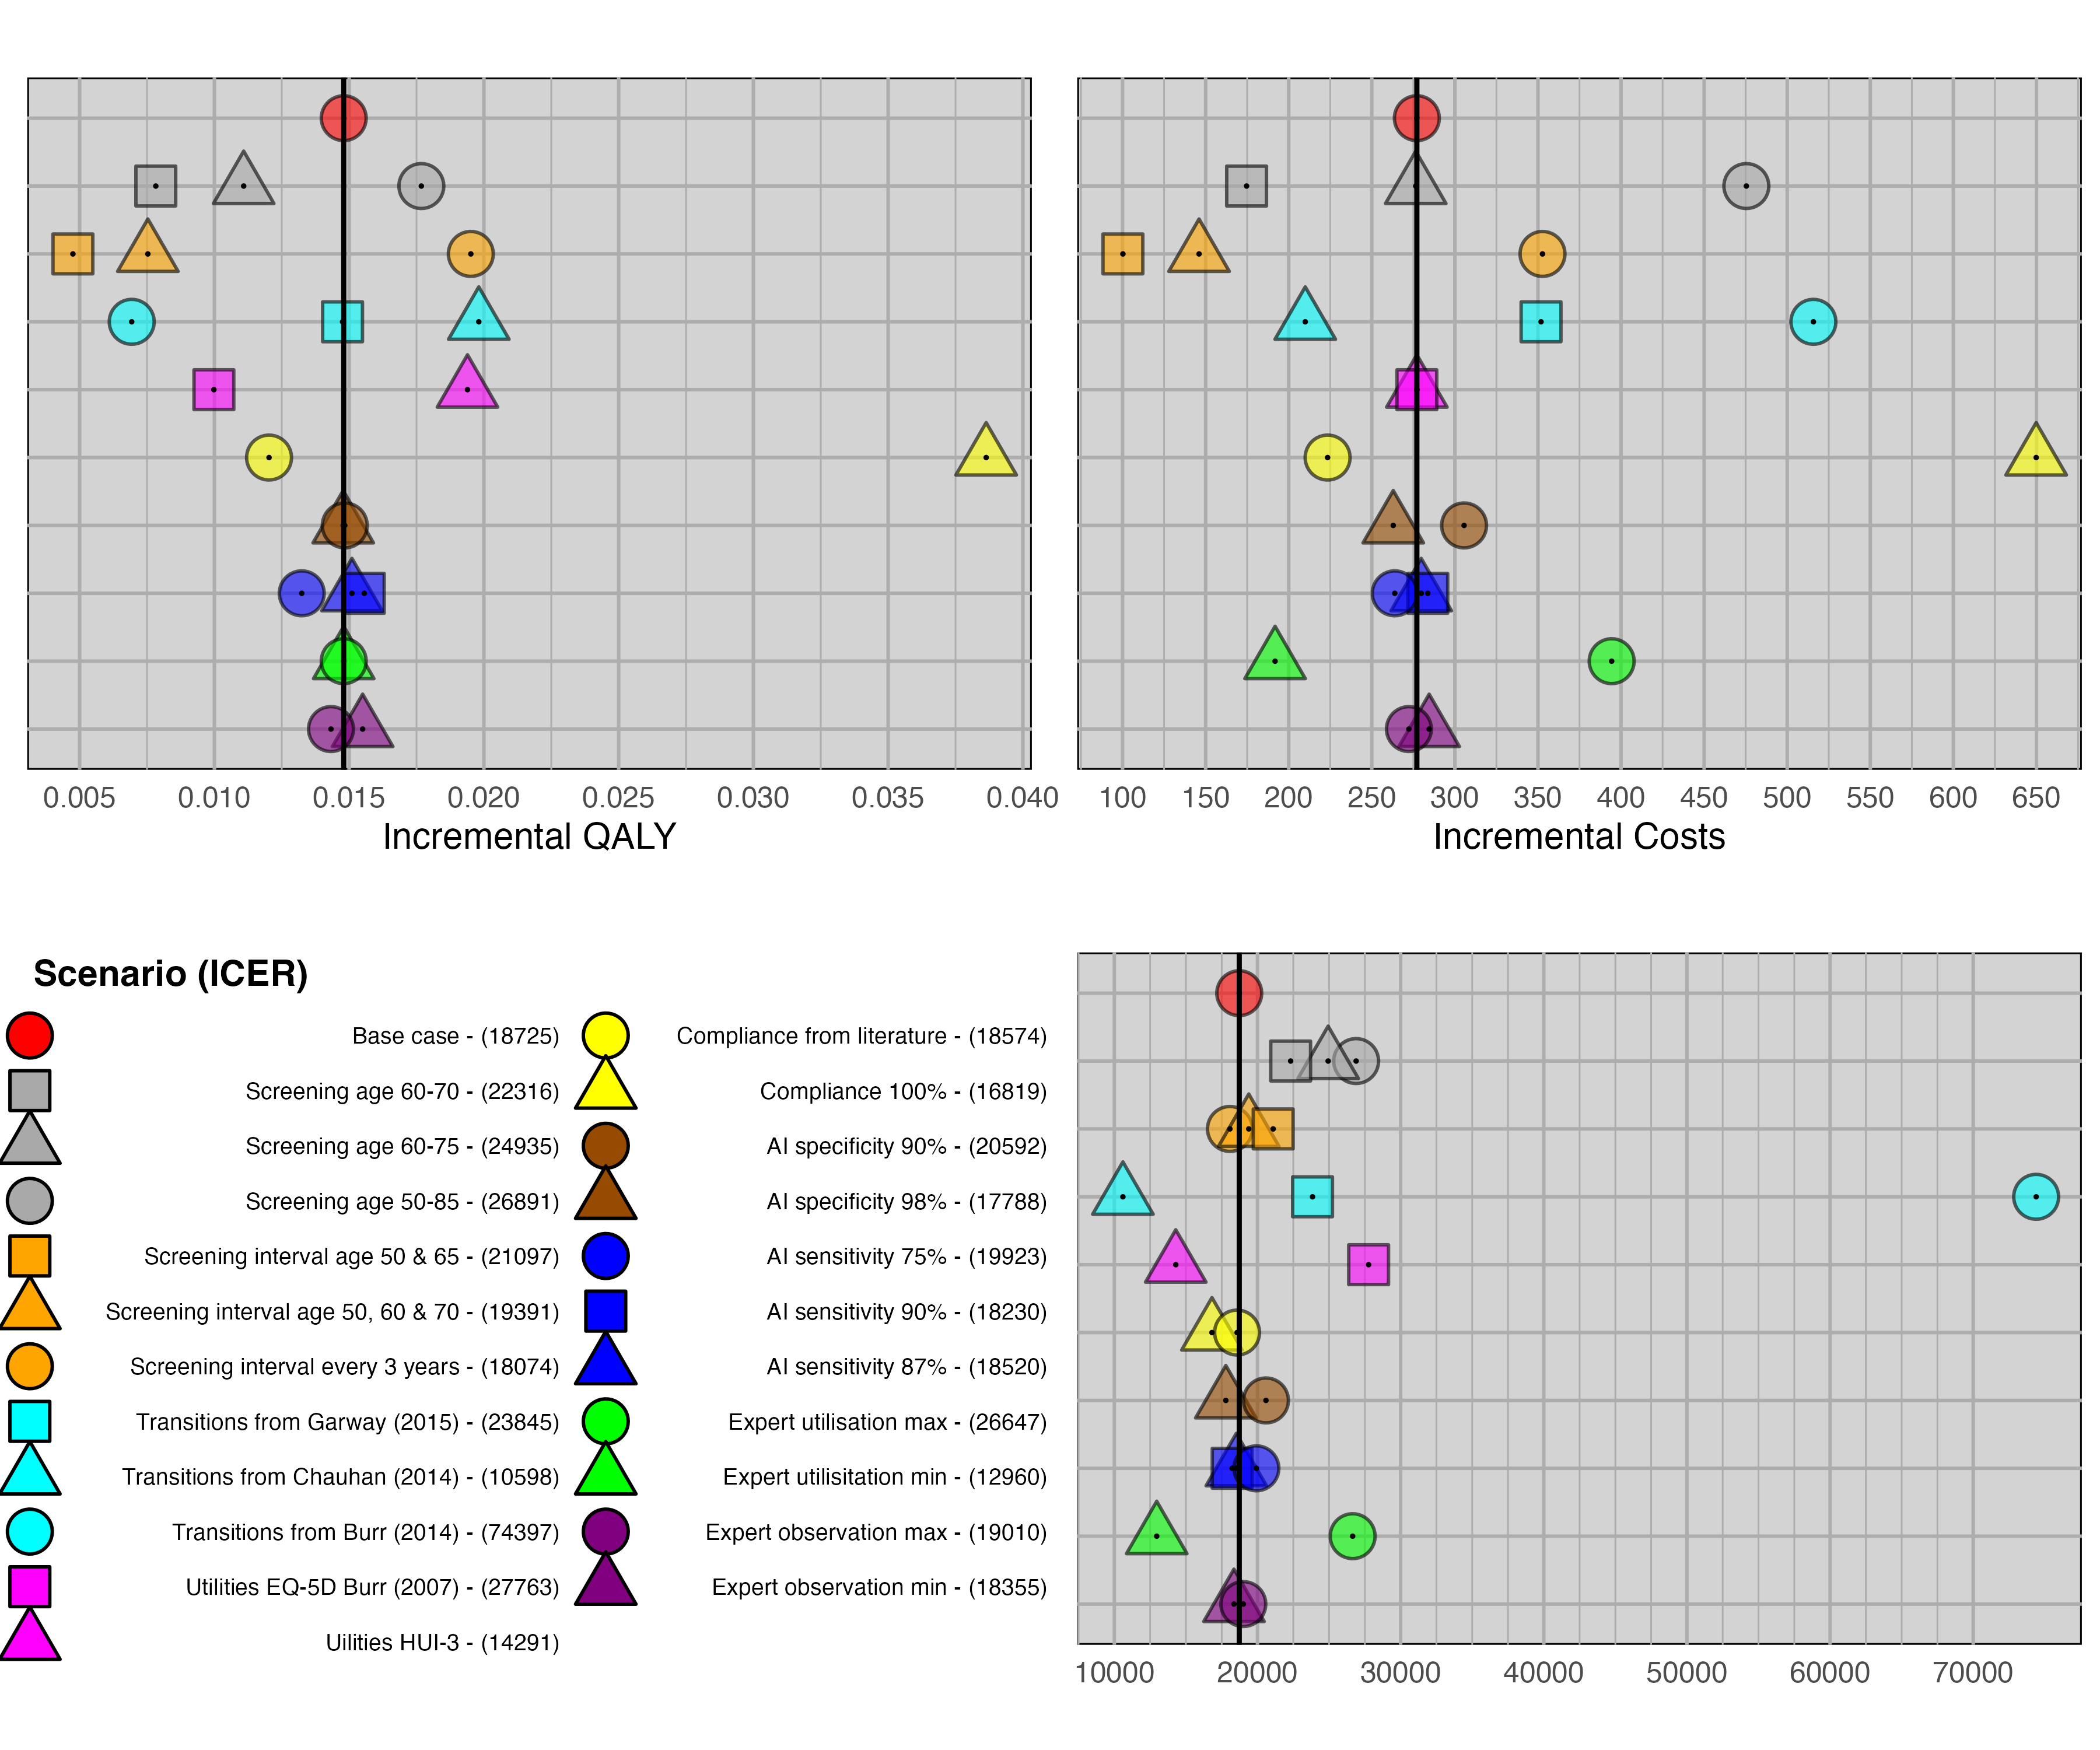 0.005 0.010 0.015 0.020 0.025 0.030 0.035 0.040
Incremental QALY
100 150 200 250 300 350 400 450 500 550 600 650
Incremental Costs
Scenario (ICER)
Base case - (18725)
Screening age 60-70 - (22316)
Screening age 60-75 - (24935)
Screening age 50-85 - (26891)
Screening interval age 50 & 65 - (21097)
Screening interval age 50, 60 & 70 - (19391)
Screening interval every 3 years - (18074)
Transitions from Garway (2015) - (23845)
Transitions from Chauhan (2014) - (10598)
Transitions from Burr (2014) - (74397)
Utilities EQ-5D Burr (2007) - (27763)
Uilities HUI-3 - (14291)
Compliance from literature - (18574)
Compliance 100% - (16819)
AI specificity 90% - (20592)
AI specificity 98% - (17788)
AI sensitivity 75% - (19923)
AI sensitivity 90% - (18230)
AI sensitivity 87% - (18520)
Expert utilisation max - (26647)
Expert utilisitation min - (12960)
Expert observation max - (19010)
Expert observation min - (18355)
10000 20000 30000 40000 50000 60000 70000